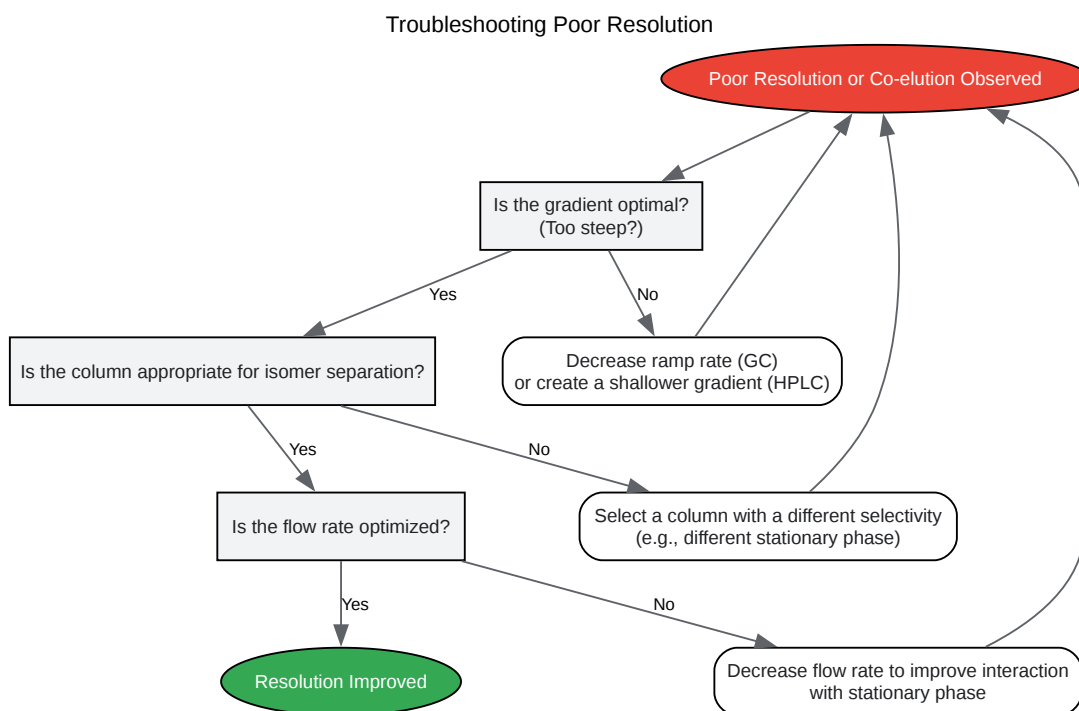 Troubleshooting Poor Resolution
Poor Resolution or Co-elution Observed
Is the gradient optimal?
(Too steep?)
Yes
No
Is the column appropriate for isomer separation?
Decrease ramp rate (GC)
or create a shallower gradient (HPLC)
Yes
No
Is the flow rate optimized?
Select a column with a different selectivity
(e.g., different stationary phase)
Yes
No
Resolution Improved
Decrease flow rate to improve interaction
with stationary phase